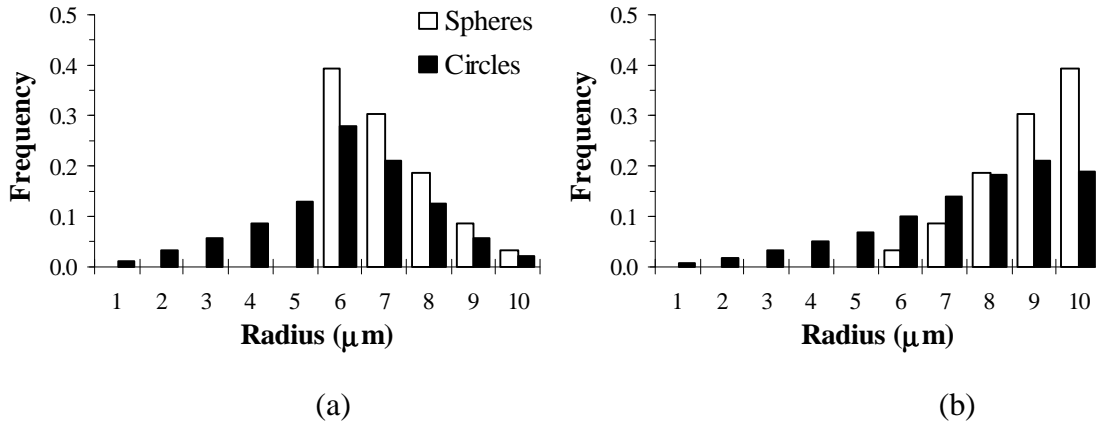 0.5
0.4
0.3
0.2
0.1
0.0
Frequency
Spheres
Circles
1 2 3 4 5 6 7 8 9 10
Radius (μm)
(a)
0.5
0.4
0.3
0.2
0.1
0.0
Frequency
1 2 3 4 5 6 7 8 9 10
Radius (μm)
(b)